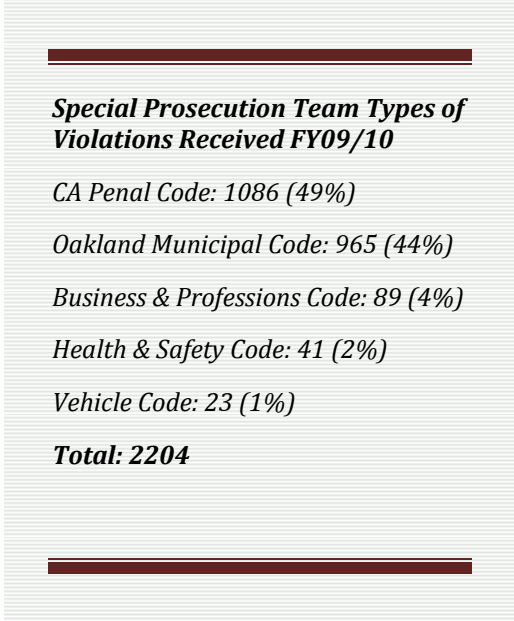 Special Prosecution Team Types of
Violations Received FY09/10
CA Penal Code: 1086 (49%)
Oakland Municipal Code: 965 (44%)
Business & Professions Code: 89 (4%)
Health & Safety Code: 41 (2%)
Vehicle Code: 23 (1%)
Total: 2204